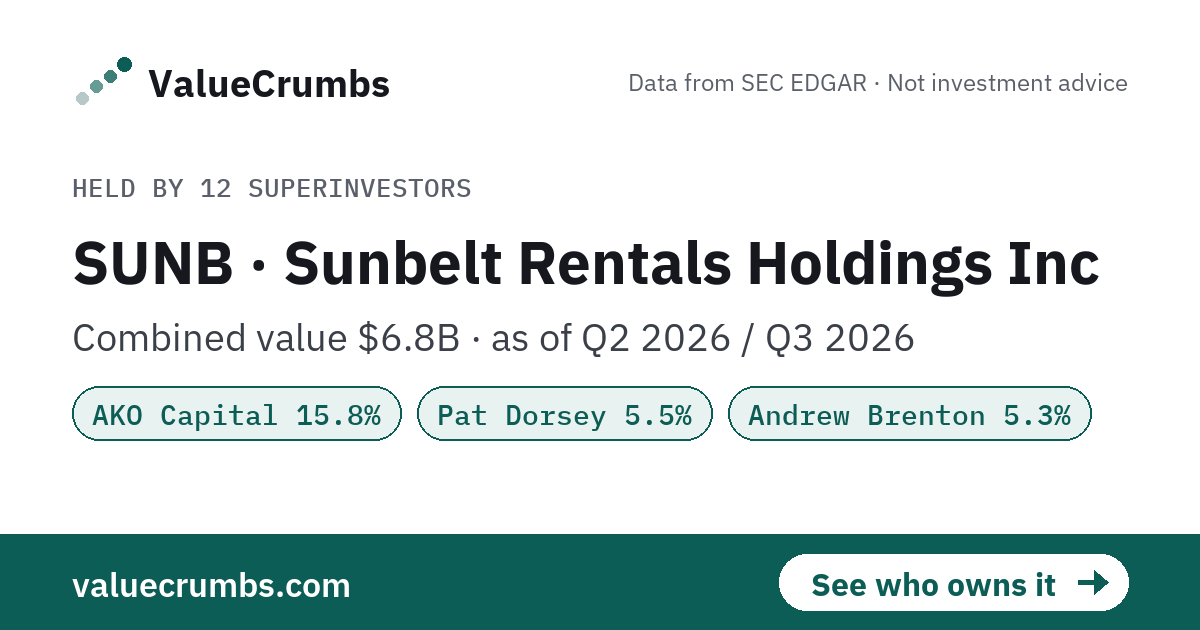 ValueCrumbs
Data from SEC EDGAR · Not investment advice
HELD BY 12 SUPERINVESTORS
SUNB · Sunbelt Rentals Holdings Inc
Combined value $6.8B · as of Q2 2026 / Q3 2026
AKO Capital 15.8%
Pat Dorsey 5.5%
Andrew Brenton 5.3%
valuecrumbs.com
See who owns it →